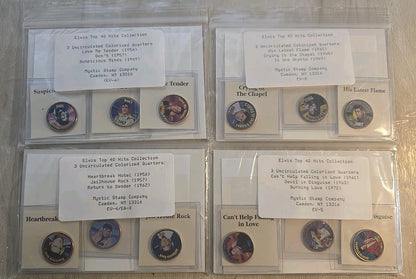 Elvis Top 40 Hits Collection
3 Uncirculated Colorized Quarters
Love Me Tender (1956)
Don't (1957)
Suspicious Minds (1969)
Mystic Stamp Company
Camden, NY 13316
Suspic
Tender
Elvis Top 40 Hits Collection
3 Uncirculated Colorized Quarters
His Latest Flame (1961)
Crying in the Chapel (1965)
In the Ghetto (1969)
Mystic Stamp Company
Camden, NY 13316
Crying
The Chapel
His Latest Flame
Elvis Top 40 Hits Collection
3 Uncirculated Colorized Quarters
Heartbreak Hotel (1956)
Jailhouse Rock (1957)
Return to Sender (1962)
Mystic Stamp Company
Camden, NY 13316
Heartbreak
Rock
Elvis Top 40 Hits Collection
3 Uncirculated Colorized Quarters
Can't Help Falling in Love (1961)
Devil in Disguise (1963)
Burning Love (1972)
Mystic Stamp Company
Camden, NY 13316
Can't Help F
in Love
isguise